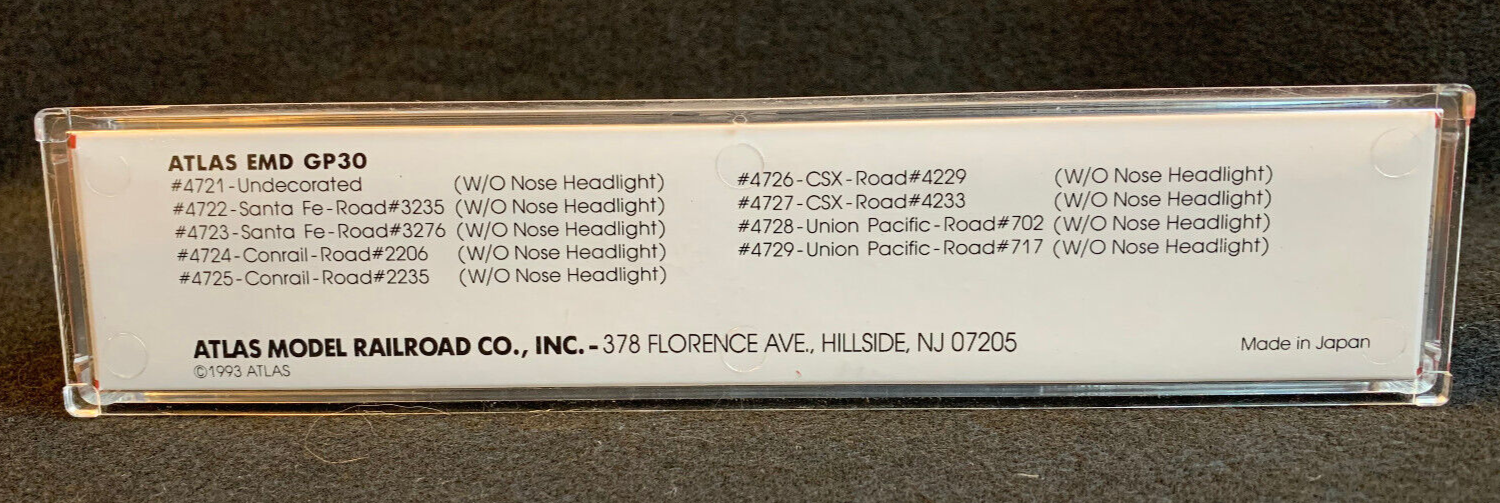 ATLAS EMD GP30
#4721-Undecorated (W/O Nose Headlight)
#4722-Santa Fe-Road#3235 (W/O Nose Headlight)
#4723-Santa Fe-Road#3276 (W/O Nose Headlight)
#4724-Conrail-Road#2206 (W/O Nose Headlight)
#4725-Conrail-Road#2235 (W/O Nose Headlight)
#4726-CSX-Road#4229 (W/O Nose Headlight)
#4727-CSX-Road#4233 (W/O Nose Headlight)
#4728-Union Pacific-Road#702 (W/O Nose Headlight)
#4729-Union Pacific-Road#717 (W/O Nose Headlight)
ATLAS MODEL RAILROAD CO., INC. - 378 FLORENCE AVE., HILLSIDE, NJ 07205
©1993 ATLAS
Made in Japan